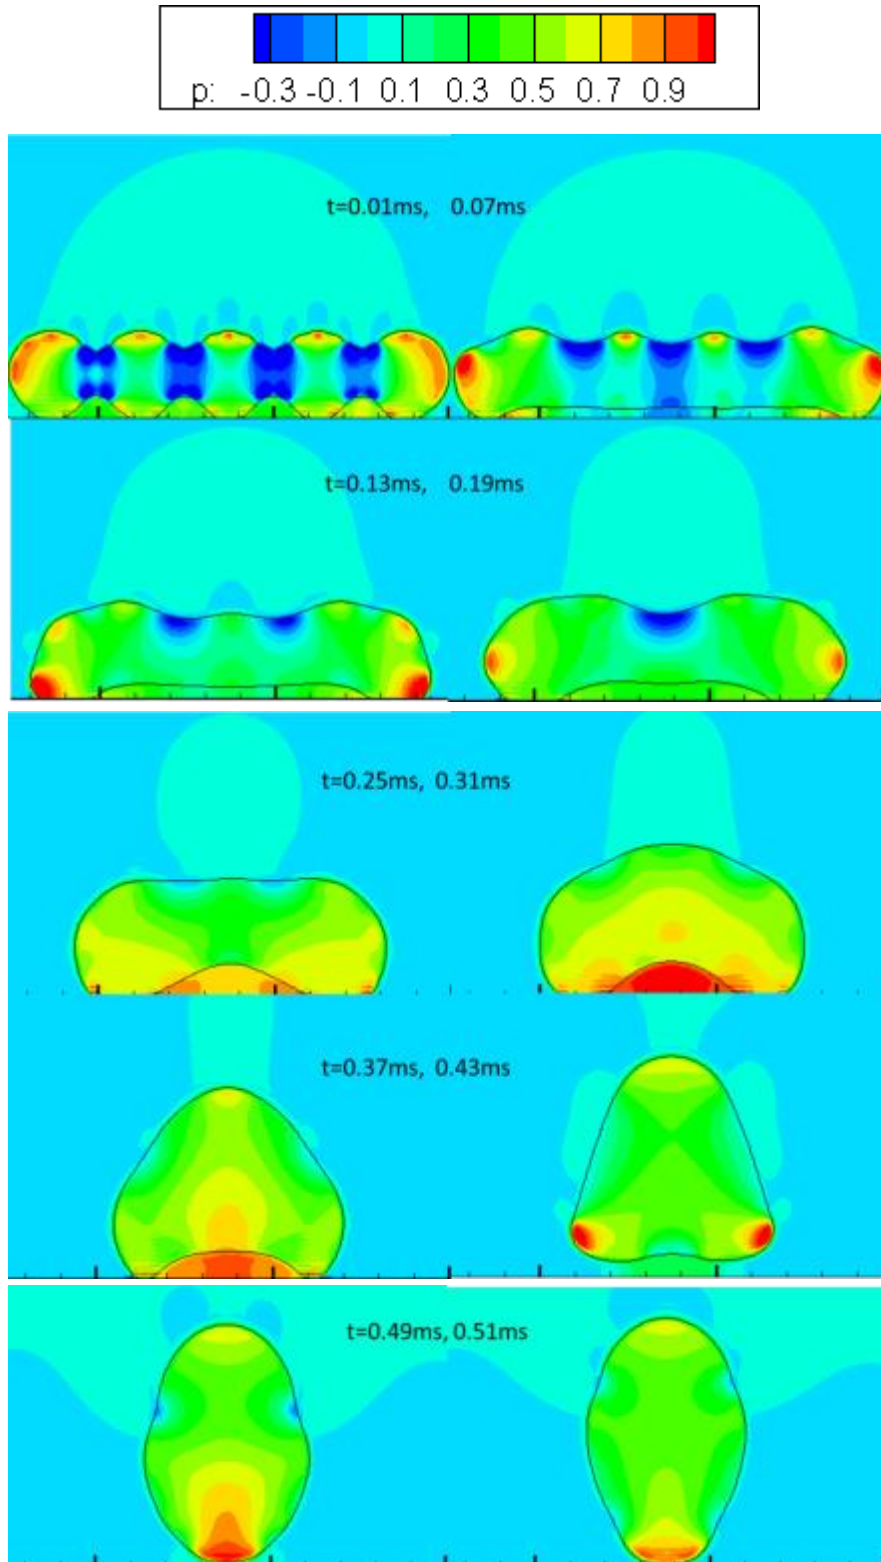 p: -0.3 -0.1 0.1 0.3 0.5 0.7 0.9
t=0.01ms, 0.07ms
t=0.13ms, 0.19ms
t=0.25ms, 0.31ms
t=0.37ms, 0.43ms
t=0.49ms, 0.51ms